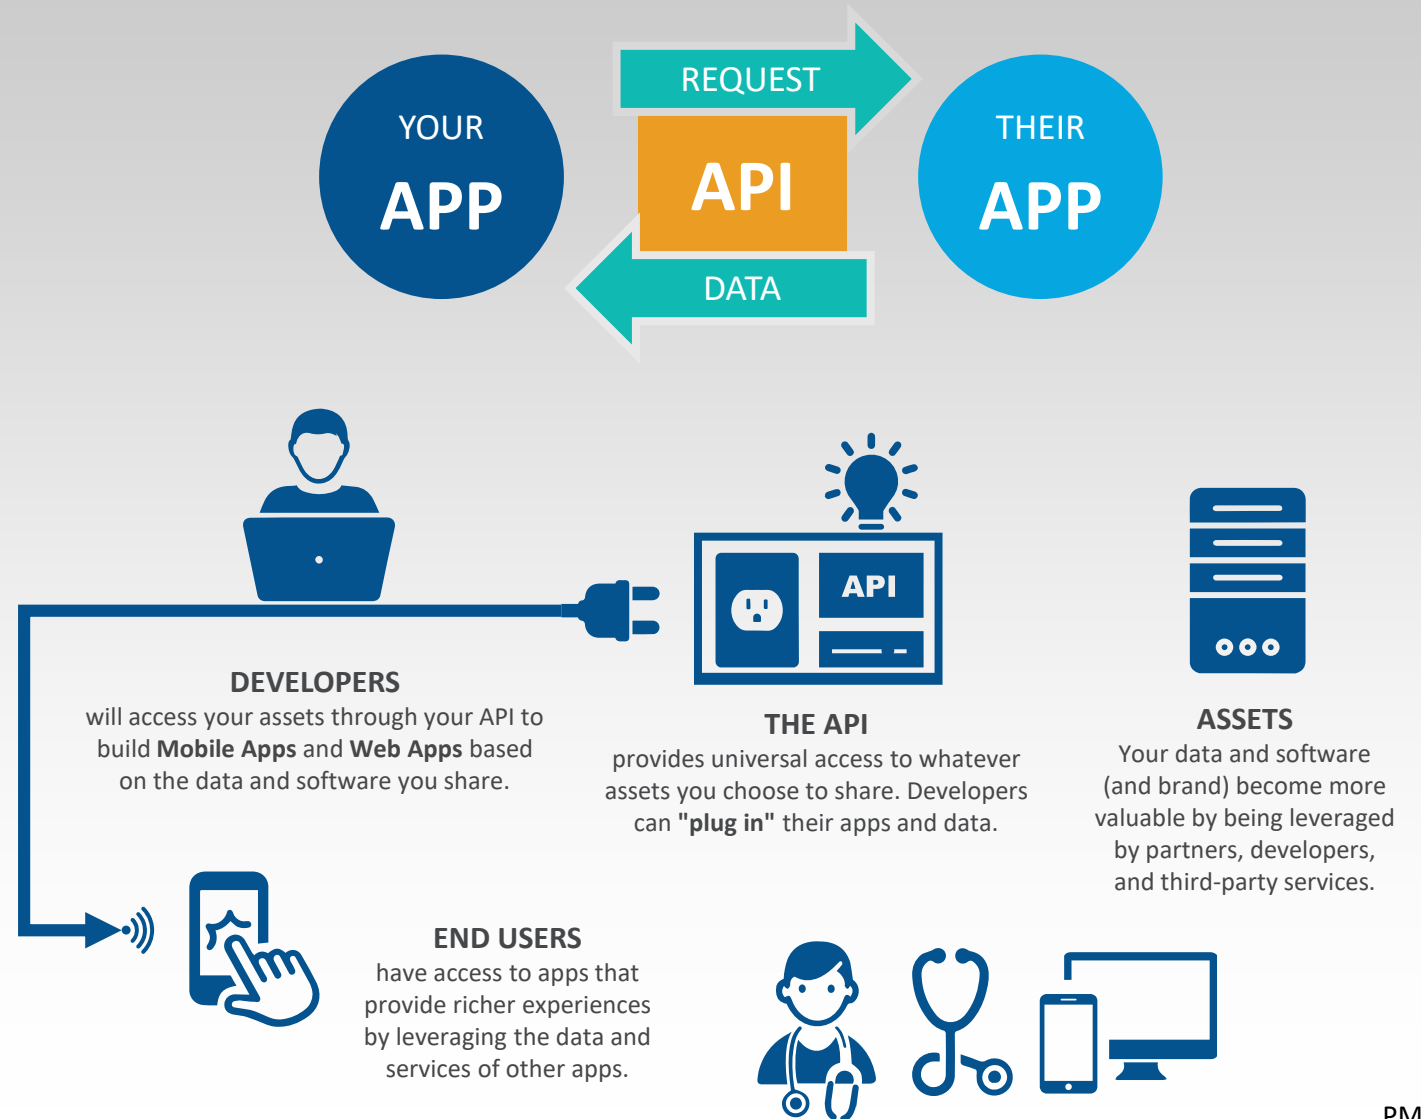 YOUR
APP
REQUEST
API
DATA
THEIR
APP
API
DEVELOPERS
will access your assets through your API to
build Mobile Apps and Web Apps based
on the data and software you share.
THE API
provides universal access to whatever
assets you choose to share. Developers
can "plug in" their apps and data.
ASSETS
Your data and software
(and brand) become more
valuable by being leveraged
by partners, developers,
and third-party services.
END USERS
have access to apps that
provide richer experiences
by leveraging the data and
services of other apps.